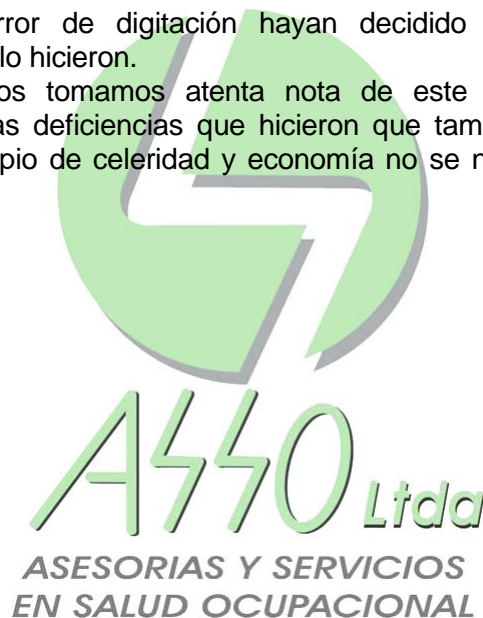 rror de digitación hayan decidido
lo hicieron.
os tomamos atenta nota de este
as deficiencias que hicieron que tam
pio de celeridad y economía no se n
ASSO Ltda
ASESORIAS Y SERVICIOS
EN SALUD OCUPACIONAL